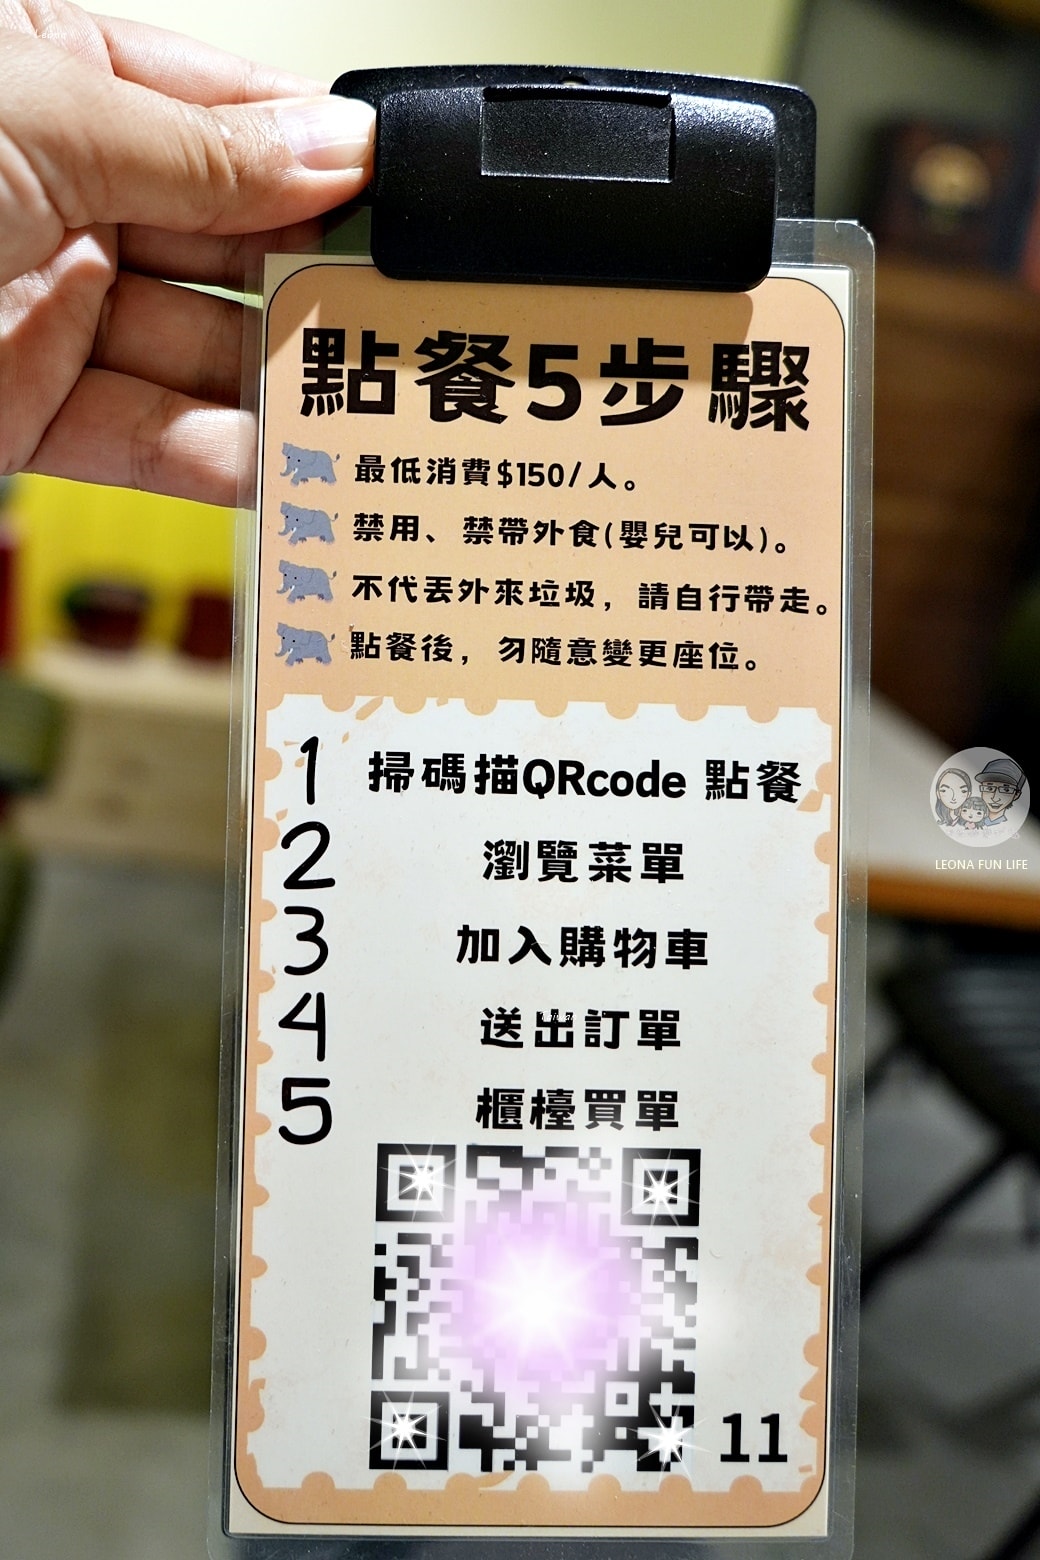 Leona
點餐5步驟
最低消費$150/人。
禁用、禁帶外食(嬰兒可以)。
不代丟外來垃圾，請自行帶走。
點餐後，勿隨意變更座位。
1 掃碼描QRcode 點餐
2 瀏覽菜單
3 加入購物車
4 送出訂單
5 櫃檯買單
11
LEONA FUN LIFE